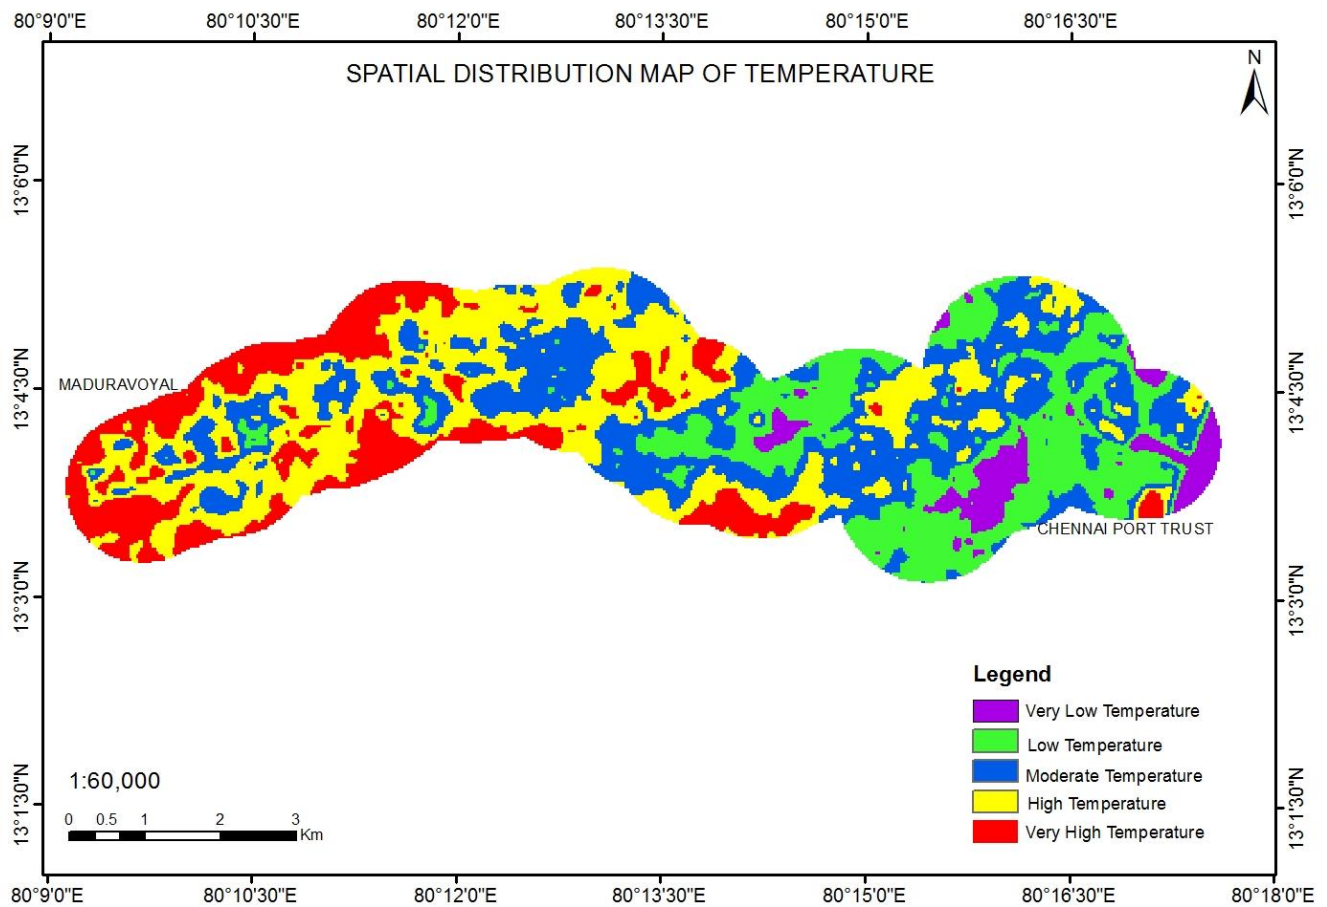 80°9'0"E 80°10'30"E 80°12'0"E 80°13'30"E 80°15'0"E 80°16'30"E
SPATIAL DISTRIBUTION MAP OF TEMPERATURE
N
13°6'0"N 13°6'0"N
MADURAVOYAL
13°4'30"N 13°4'30"N
CHENNAI PORT TRUST
13°3'0"N 13°3'0"N
Legend
Very Low Temperature
Low Temperature
Moderate Temperature
High Temperature
Very High Temperature
1:60,000
0 0.5 1 2 3
Km
13°1'30"N 13°1'30"N
80°9'0"E 80°10'30"E 80°12'0"E 80°13'30"E 80°15'0"E 80°16'30"E 80°18'0"E